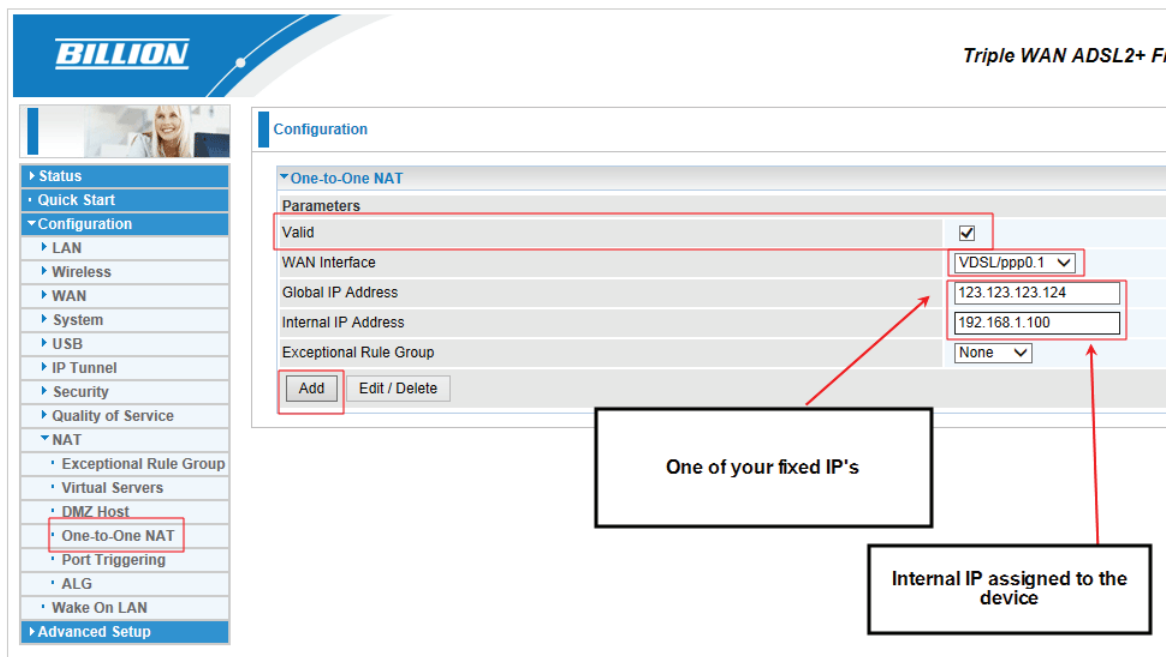 BILLION
Triple WAN ADSL2+ Fi
Configuration
Status
Quick Start
Configuration
LAN
Wireless
WAN
System
USB
IP Tunnel
Security
Quality of Service
NAT
Exceptional Rule Group
Virtual Servers
DMZ Host
One-to-One NAT
Port Triggering
ALG
Wake On LAN
Advanced Setup
One-to-One NAT
Parameters
Valid
WAN Interface VDSL/ppp0.1
Global IP Address 123.123.123.124
Internal IP Address 192.168.1.100
Exceptional Rule Group None
Add Edit / Delete
One of your fixed IP's
Internal IP assigned to the
device